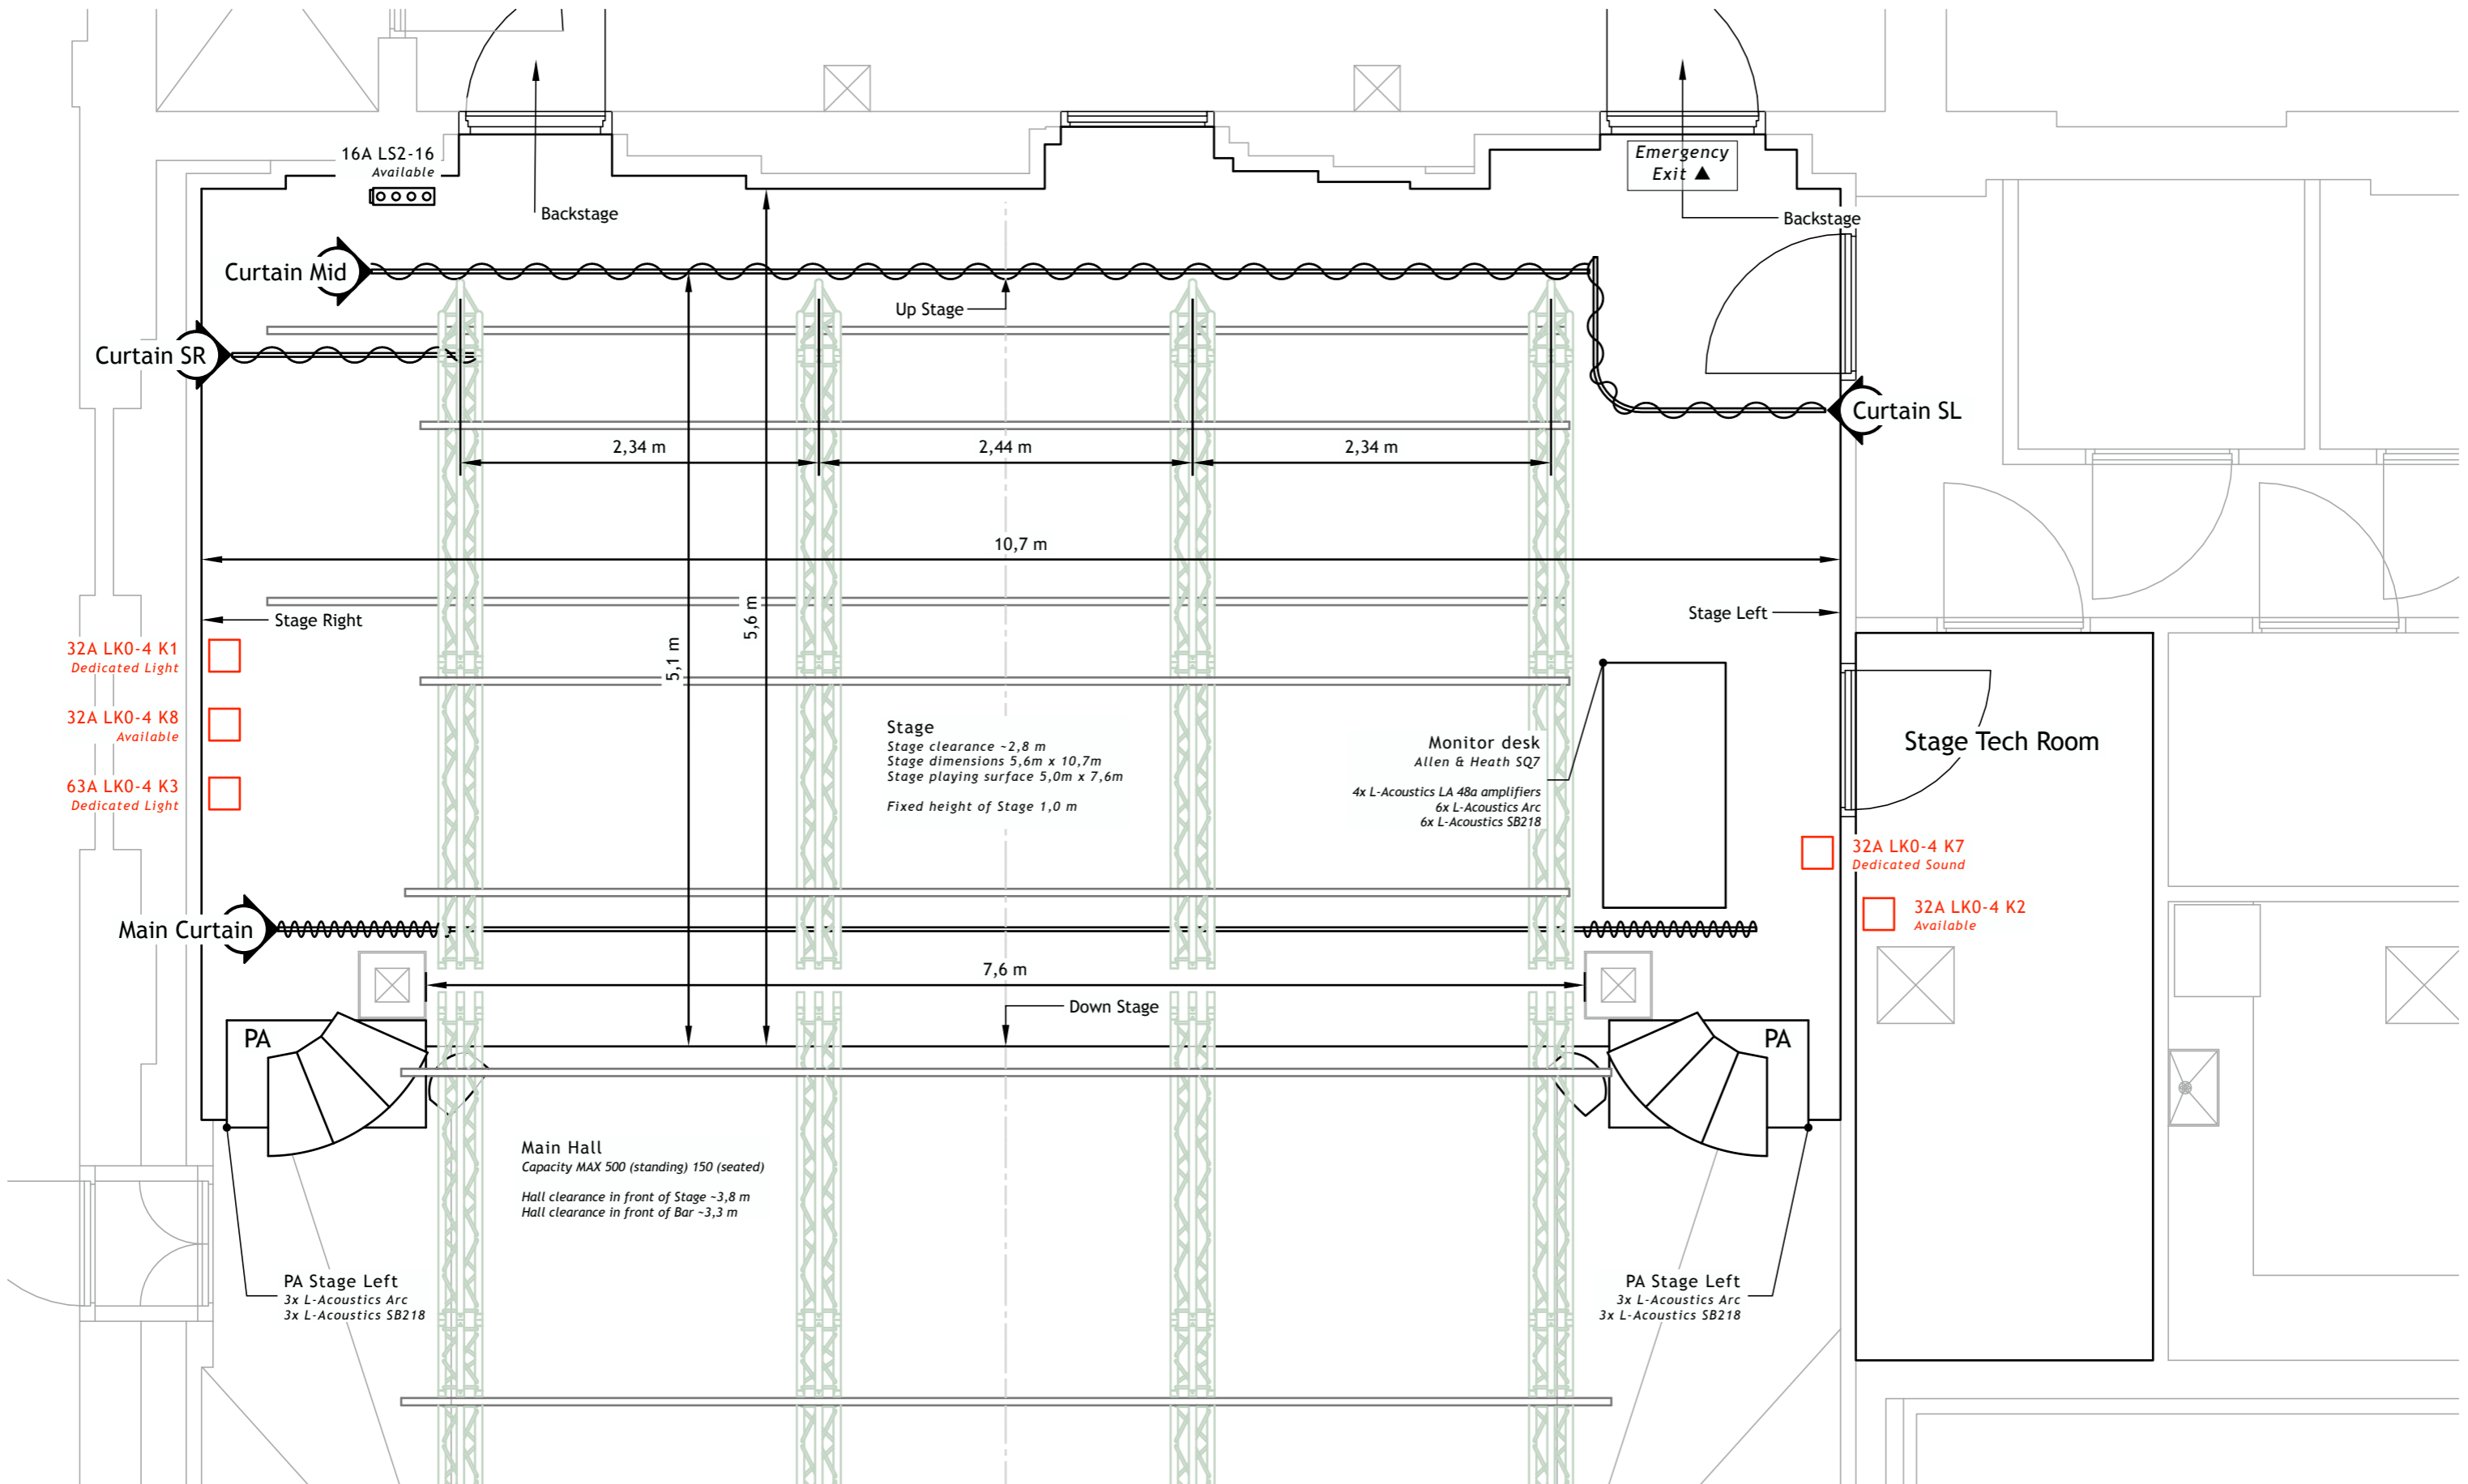 16A LS2-16
Available
Emergency
Exit ▲
Backstage
Backstage
Curtain Mid
Up Stage
Curtain SR
Curtain SL
2,34 m
2,44 m
2,34 m
10,7 m
5,6 m
5,1 m
Stage Right
Stage Left
32A LK0-4 K1
Dedicated Light
32A LK0-4 K8
Available
63A LK0-4 K3
Dedicated Light
Stage
Stage clearance ~2,8 m
Stage dimensions 5,6m x 10,7m
Stage playing surface 5,0m x 7,6m
Fixed height of Stage 1,0 m
Monitor desk
Allen & Heath SQ7
4x L-Acoustics LA 48a amplifiers
6x L-Acoustics Arc
6x L-Acoustics SB218
Stage Tech Room
32A LK0-4 K7
Dedicated Sound
32A LK0-4 K2
Available
Main Curtain
7,6 m
Down Stage
PA
PA
Main Hall
Capacity MAX 500 (standing) 150 (seated)
Hall clearance in front of Stage ~3,8 m
Hall clearance in front of Bar ~3,3 m
PA Stage Left
3x L-Acoustics Arc
3x L-Acoustics SB218
PA Stage Left
3x L-Acoustics Arc
3x L-Acoustics SB218